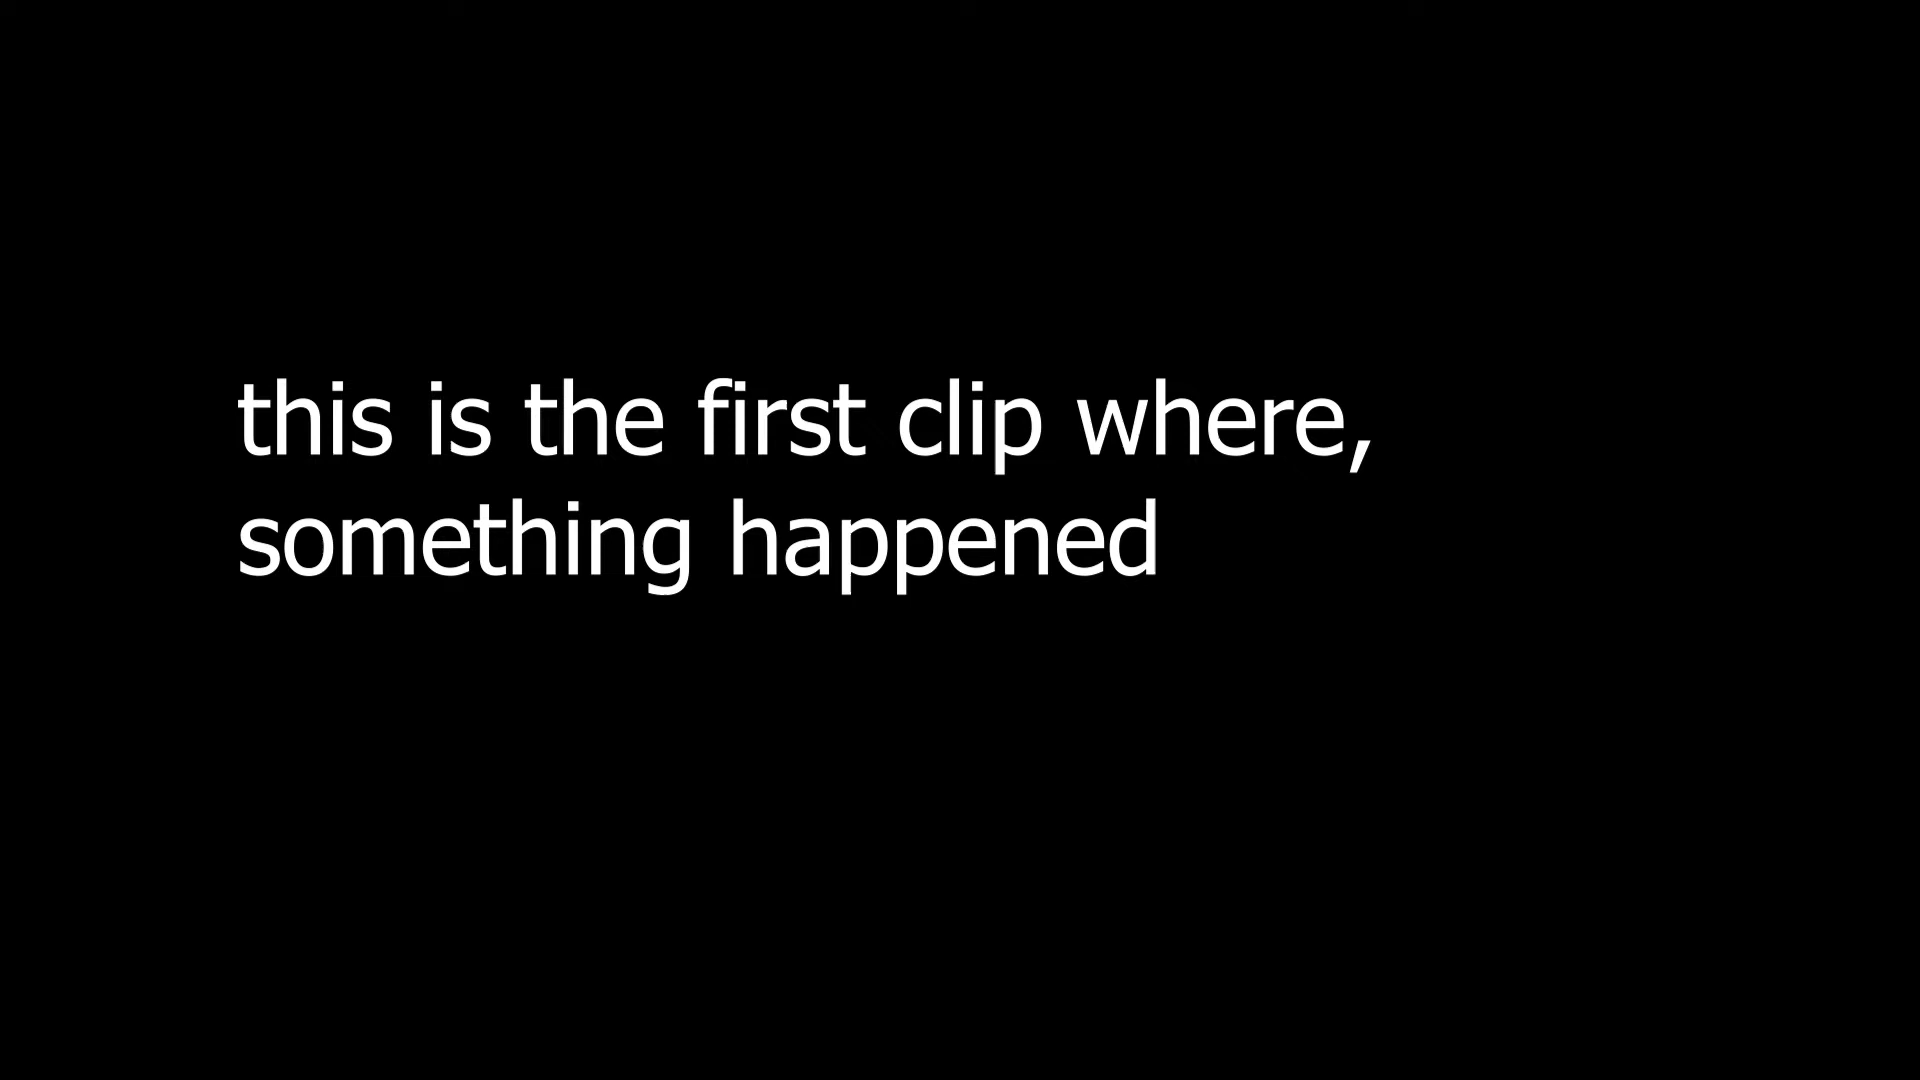 this is the first clip where,
something happened